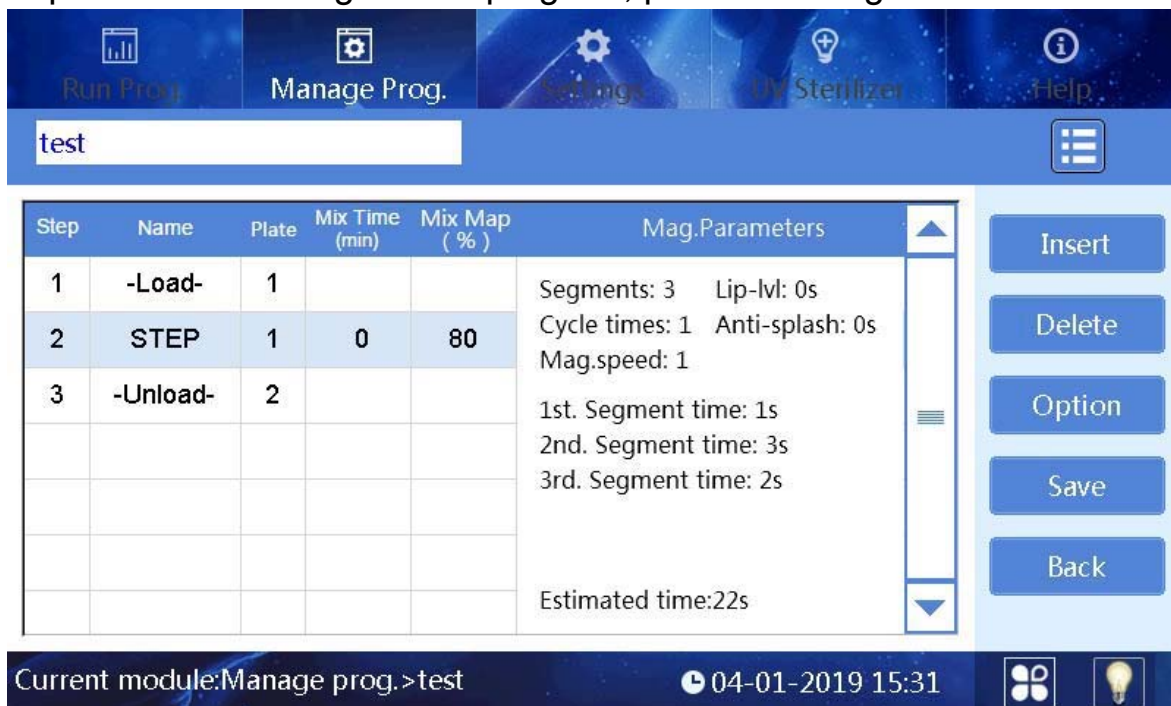 Run Prog. Manage Prog. Settings UV Sterilizer Help
test
Step Name Plate Mix Time (min) Mix Map ( % ) Mag.Parameters
1 -Load- 1
2 STEP 1 0 80
3 -Unload- 2
Segments: 3 Lip-lvl: 0s
Cycle times: 1 Anti-splash: 0s
Mag.speed: 1
1st. Segment time: 1s
2nd. Segment time: 3s
3rd. Segment time: 2s
Estimated time:22s
Insert
Delete
Option
Save
Back
Current module:Manage prog.>test 04-01-2019 15:31